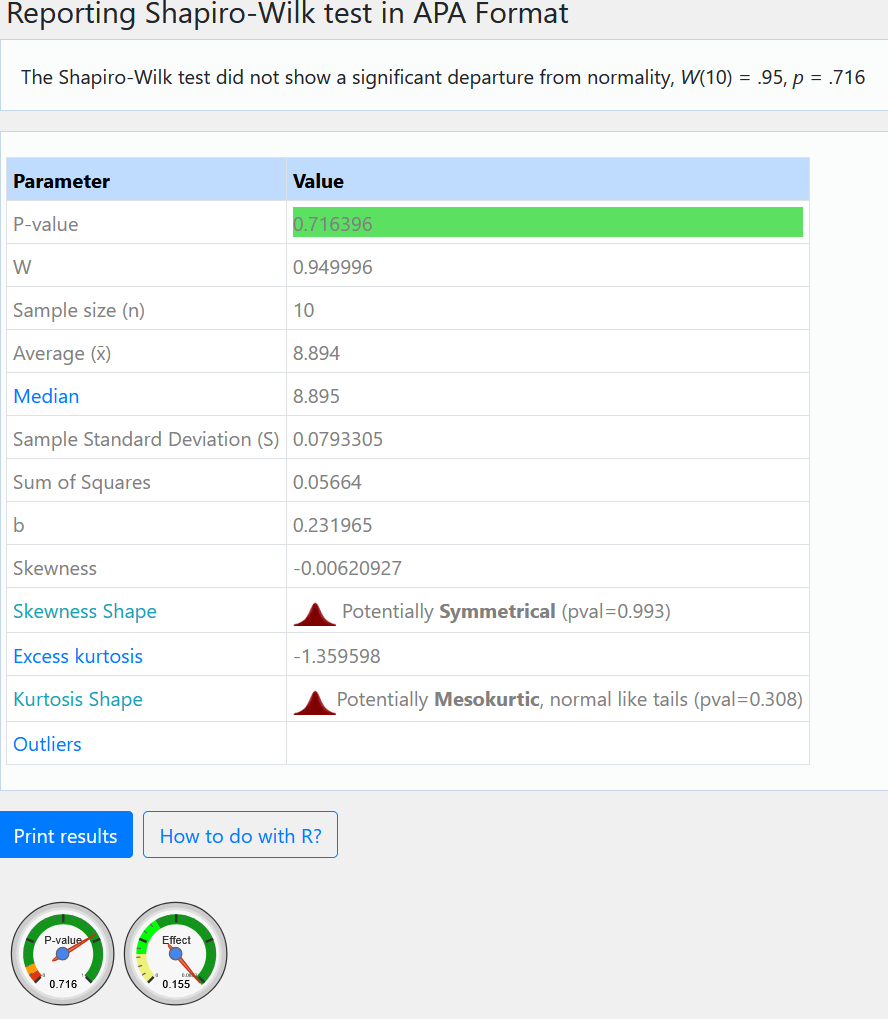 Reporting Shapiro-Wilk test in APA Format
The Shapiro-Wilk test did not show a significant departure from normality, W(10) = .95, p = .716
Parameter Value
P-value 0.716396
W 0.949996
Sample size (n) 10
Average (x̄) 8.894
Median 8.895
Sample Standard Deviation (S) 0.0793305
Sum of Squares 0.05664
b 0.231965
Skewness -0.00620927
Skewness Shape Potentially Symmetrical (pval=0.993)
Excess kurtosis -1.359598
Kurtosis Shape Potentially Mesokurtic, normal like tails (pval=0.308)
Outliers
Print results How to do with R?
P-value Effect
0 1 0
0.716 0.155